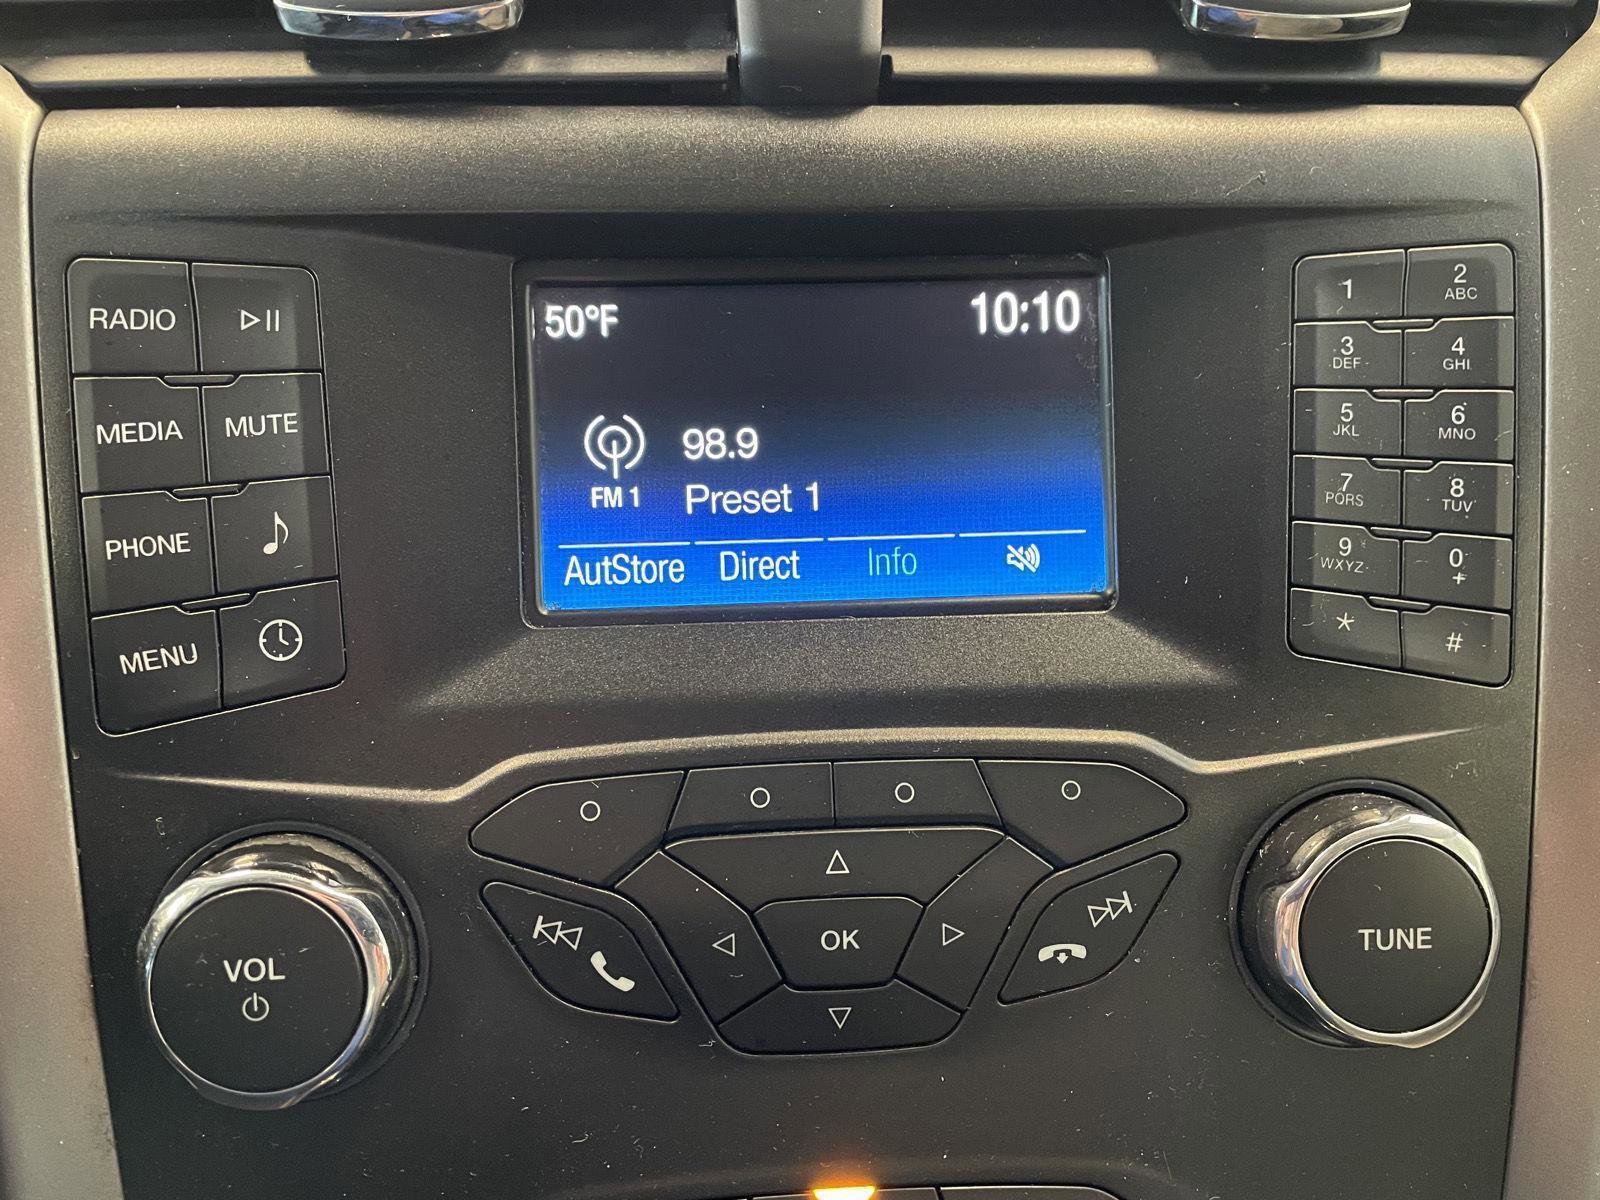 50°F
10:10
98.9
FM 1
Preset 1
AutStore Direct Info
RADIO
MEDIA MUTE
PHONE
MENU
1 2 ABC
3 DEF 4 GHI
5 JKL 6 MNO
7 PQRS 8 TUV
9 WXYZ 0 +
* #
VOL
OK
TUNE